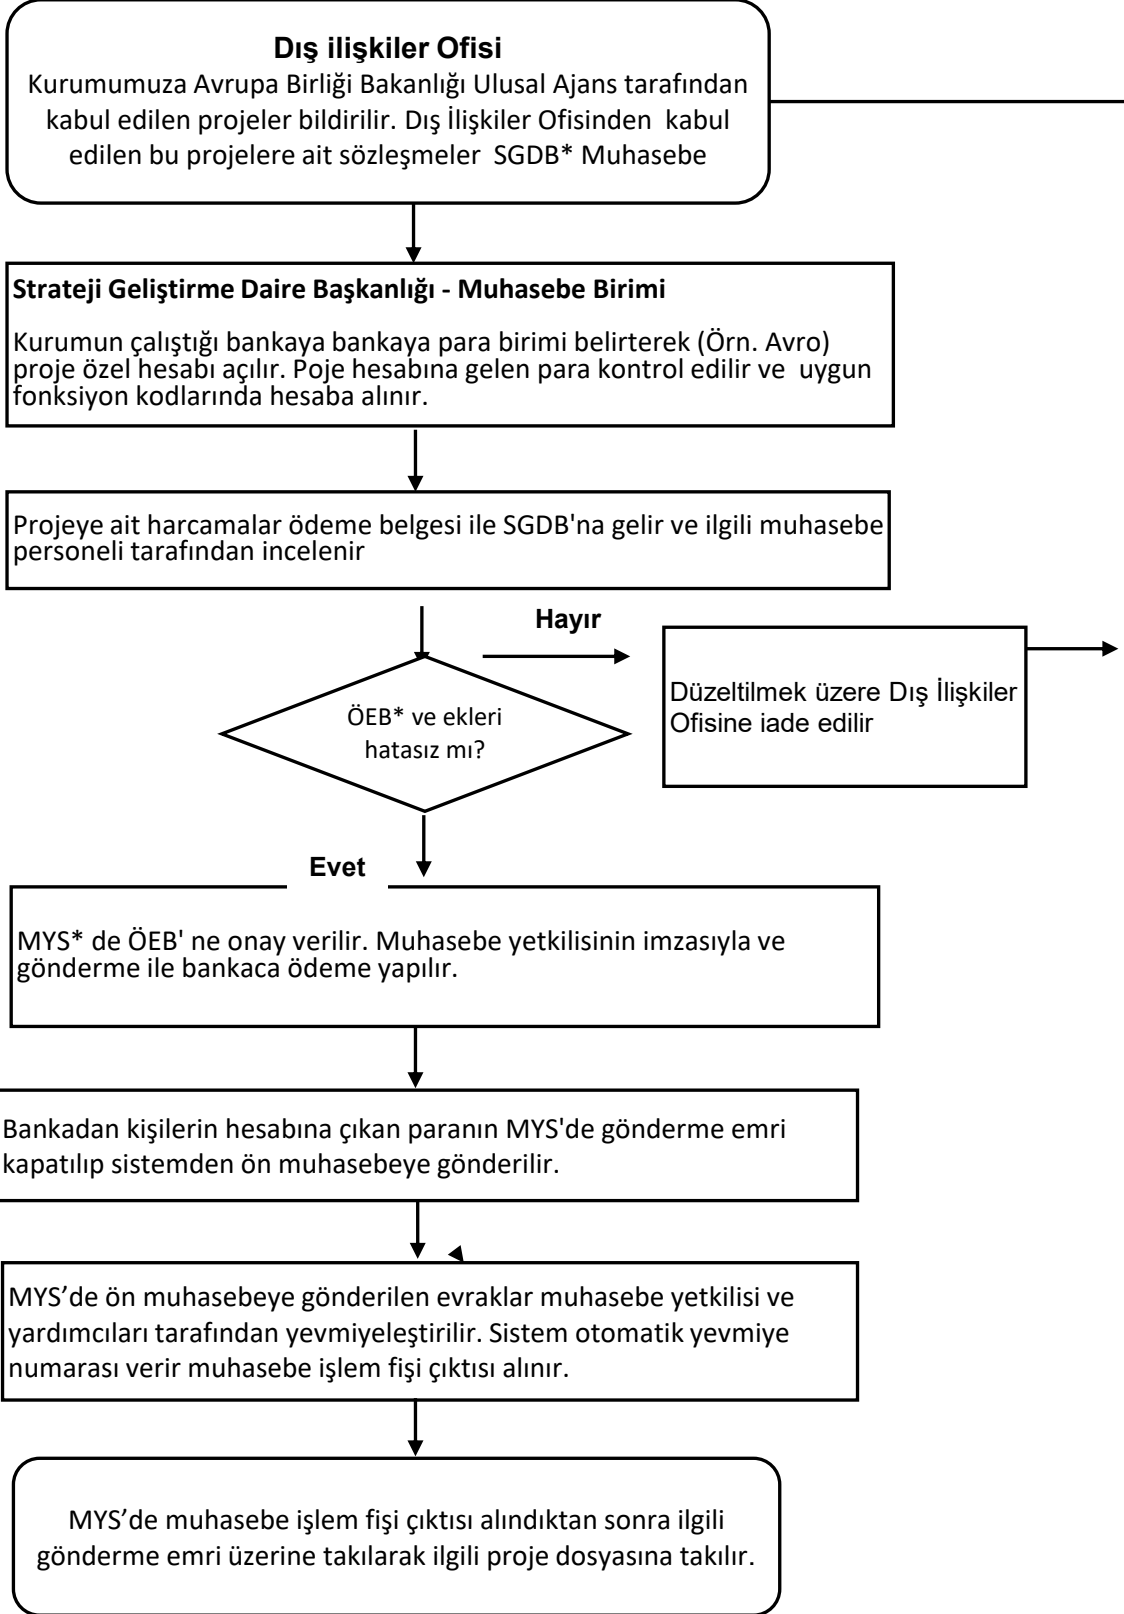 Dış ilişkiler Ofisi
Kurumumuza Avrupa Birliği Bakanlığı Ulusal Ajans tarafından
kabul edilen projeler bildirilir. Dış İlişkiler Ofisinden kabul
edilen bu projelere ait sözleşmeler SGDB* Muhasebe
Strateji Geliştirme Daire Başkanlığı - Muhasebe Birimi
Kurumun çalıştığı bankaya bankaya para birimi belirterek (Örn. Avro)
proje özel hesabı açılır. Poje hesabına gelen para kontrol edilir ve uygun
fonksiyon kodlarında hesaba alınır.
Projeye ait harcamalar ödeme belgesi ile SGDB'na gelir ve ilgili muhasebe
personeli tarafından incelenir
Hayır
ÖEB* ve ekleri
hatasız mı?
Düzeltilmek üzere Dış İlişkiler
Ofisine iade edilir
Evet
MYS* de ÖEB' ne onay verilir. Muhasebe yetkilisinin imzasıyla ve
gönderme ile bankaca ödeme yapılır.
Bankadan kişilerin hesabına çıkan paranın MYS'de gönderme emri
kapatılıp sistemden ön muhasebeye gönderilir.
MYS’de ön muhasebeye gönderilen evraklar muhasebe yetkilisi ve
yardımcıları tarafından yevmiyeleştirilir. Sistem otomatik yevmiye
numarası verir muhasebe işlem fişi çıktısı alınır.
MYS’de muhasebe işlem fişi çıktısı alındıktan sonra ilgili
gönderme emri üzerine takılarak ilgili proje dosyasına takılır.